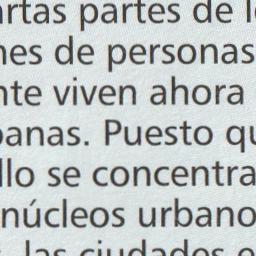 artas partes de l
nes de personas
nte viven ahora
banas. Puesto qu
llo se concentra
núcleos urbano
las ciudades e